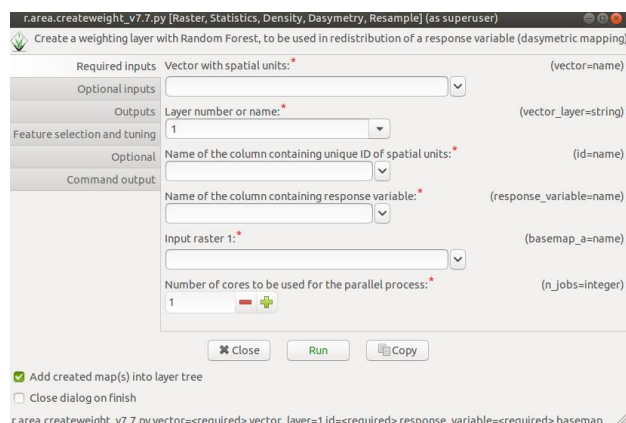 r.area.createweight_v7.7.py [Raster, Statistics, Density, Dasymetry, Resample] (as superuser)
Create a weighting layer with Random Forest, to be used in redistribution of a response variable (dasymetric mapping)
Required inputs
Vector with spatial units:* (vector=name)
Optional inputs
Outputs
Layer number or name:* (vector_layer=string)
Feature selection and tuning
1
Optional
Name of the column containing unique ID of spatial units:* (id=name)
Command output
Name of the column containing response variable:* (response_variable=name)
Input raster 1:* (basemap_a=name)
Number of cores to be used for the parallel process:* (n_jobs=integer)
1
Close Run Copy
Add created map(s) into layer tree
Close dialog on finish
r.area.createweight_v7.7.py vector=<required> vector_layer=1 id=<required> response_variable=<required> basemap